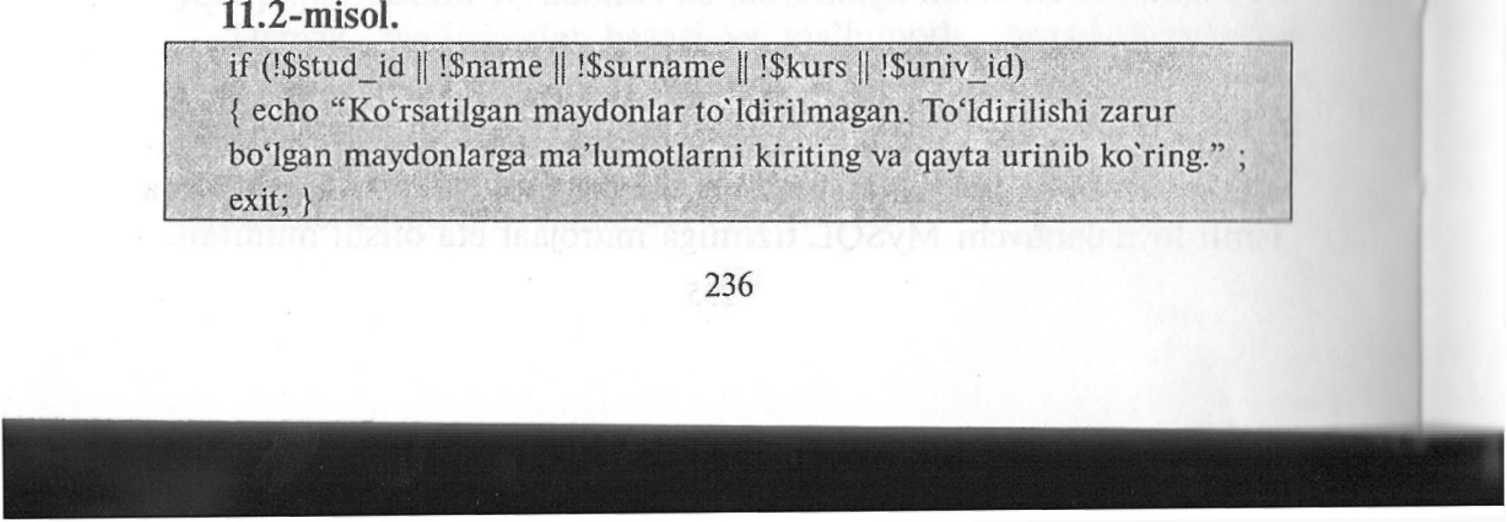 11.2-misol.
if (!$stud_id || !$name || !$surname || !$kurs || !$univ_id)
{ echo “Ko‘rsatilgan maydonlar to`ldirilmagan. To‘ldirilishi zarur
bo‘lgan maydonlarga ma’lumotlarni kiriting va qayta urinib ko`ring.” ;
exit; }
236